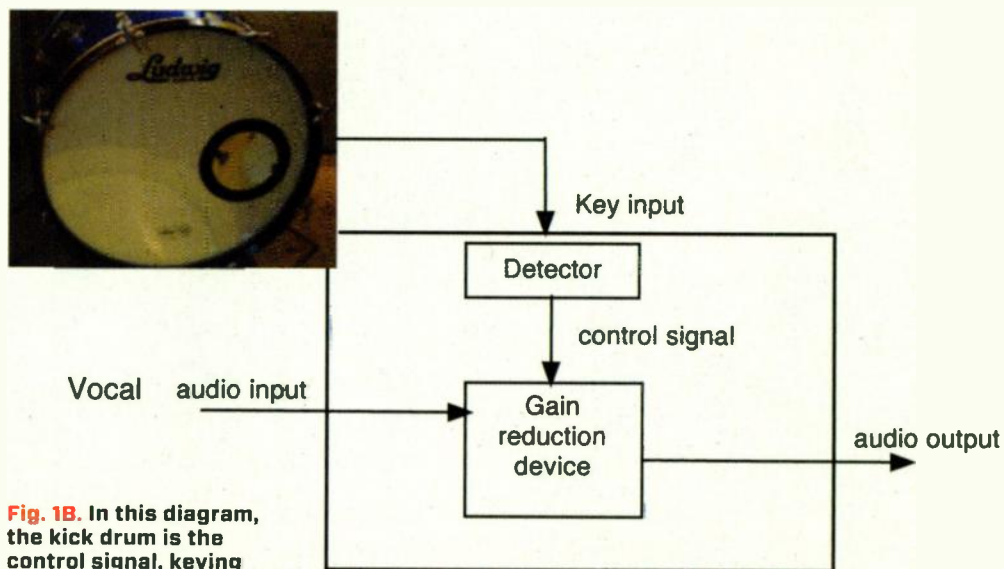 Ludwig
Key input
Detector
control signal
Vocal audio input
Gain
reduction
device
audio output
Fig. 1B. In this diagram,
the kick drum is the
control signal, keying